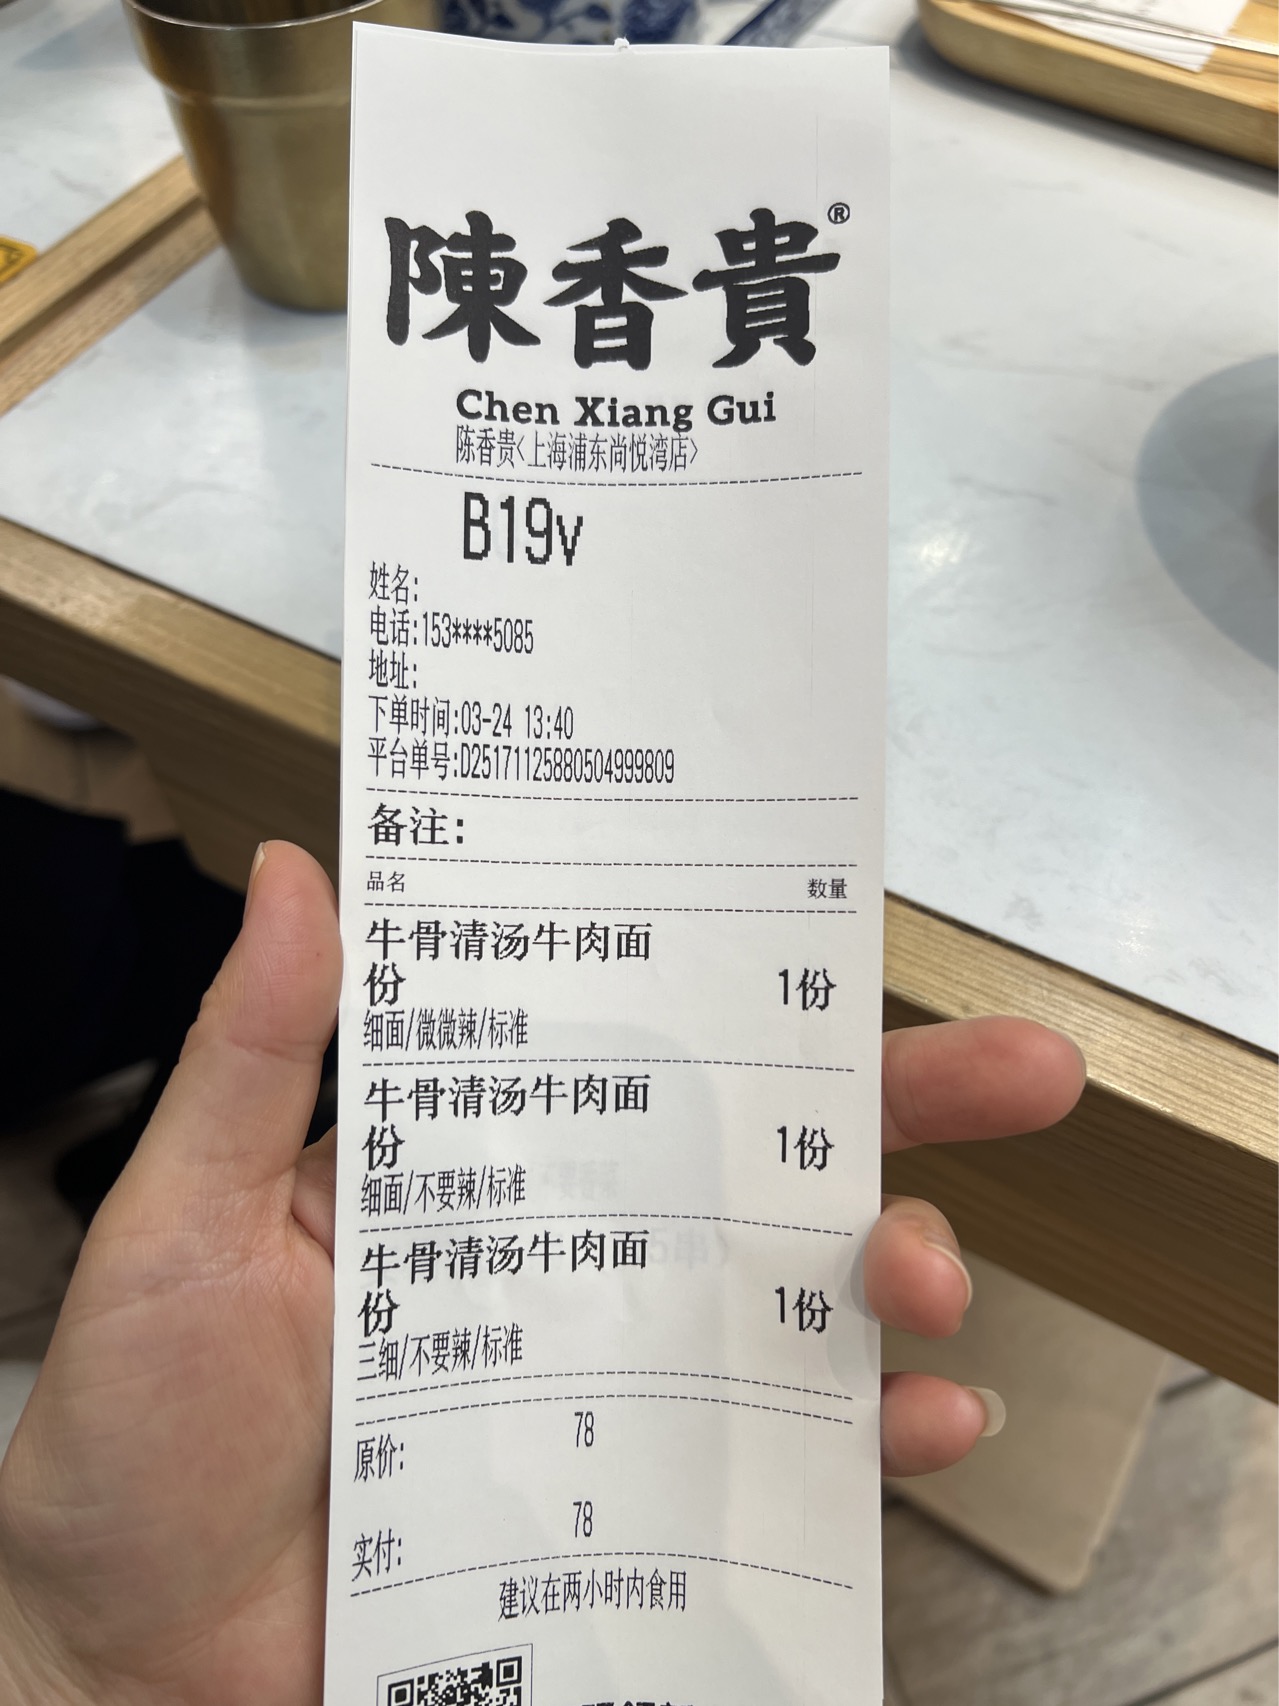 陳香貴®
Chen Xiang Gui
陈香贵<上海浦东尚悦湾店>
B19v
姓名:
电话:153****5085
地址:
下单时间:03-24 13:40
平台单号:D25171125880504999809
备注:
品名 数量
牛骨清汤牛肉面
份 1份
细面/微微辣/标准
牛骨清汤牛肉面
份 1份
细面/不要辣/标准
牛骨清汤牛肉面
份 1份
三细/不要辣/标准
原价: 78
实付: 78
建议在两小时内食用